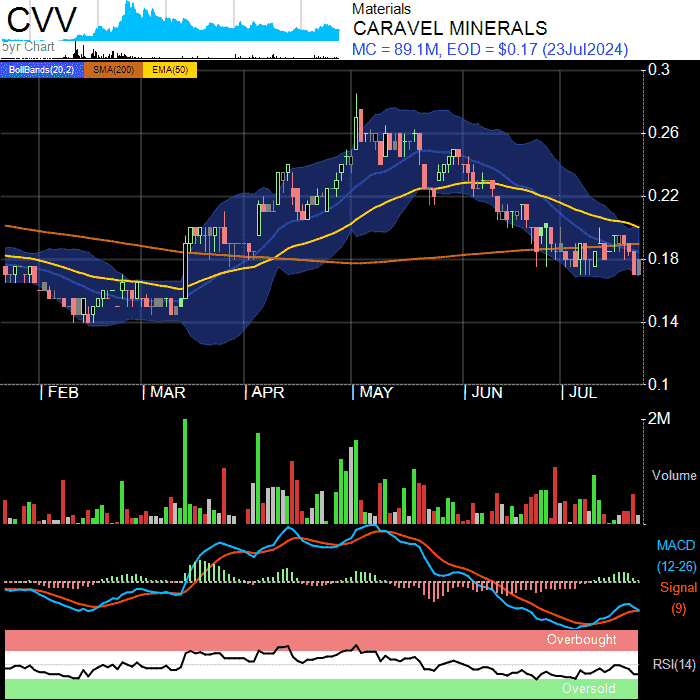 CVV
5yr Chart
Materials
CARAVEL MINERALS
MC = 89.1M, EOD = $0.17 (23Jul2024)
BollBands(20,2) SMA(200) EMA(50)
0.3
0.26
0.22
0.18
0.14
0.1
FEB MAR APR MAY JUN JUL
2M
Volume
MACD
(12-26)
Signal
(9)
Overbought
RSI(14)
Oversold